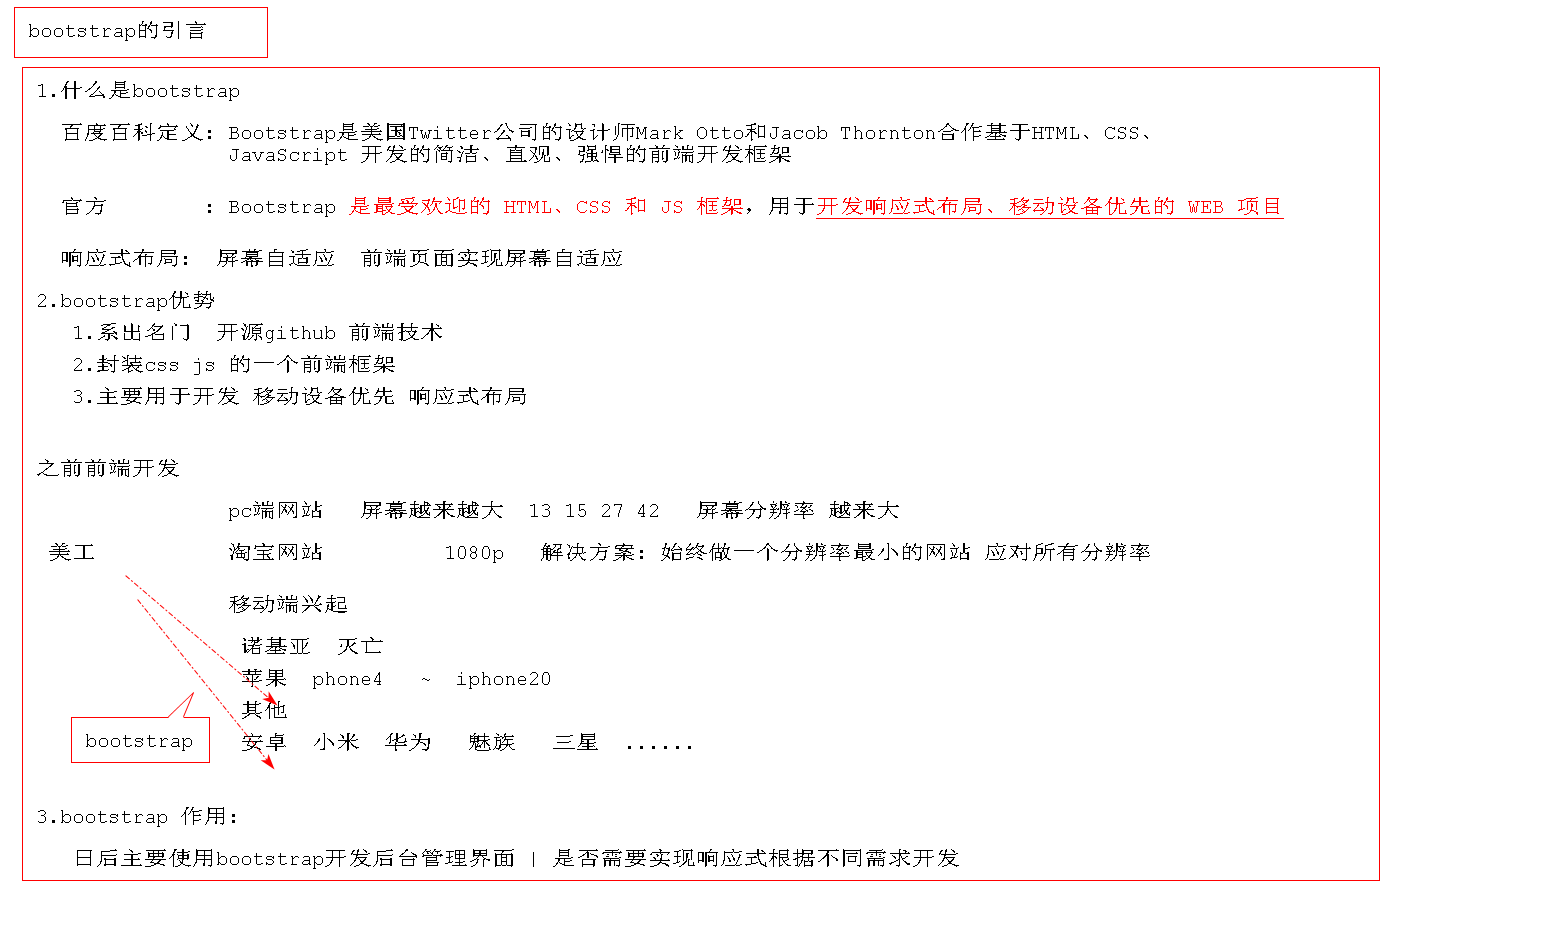 bootstrap的引言
1.什么是bootstrap
百度百科定义: Bootstrap是美国Twitter公司的设计师Mark Otto和Jacob Thornton合作基于HTML、CSS、
JavaScript 开发的简洁、直观、强悍的前端开发框架
官方 : Bootstrap 是最受欢迎的 HTML、CSS 和 JS 框架，用于开发响应式布局、移动设备优先的 WEB 项目
响应式布局: 屏幕自适应 前端页面实现屏幕自适应
2.bootstrap优势
1.系出名门 开源github 前端技术
2.封装css js 的一个前端框架
3.主要用于开发 移动设备优先 响应式布局
之前前端开发
pc端网站 屏幕越来越大 13 15 27 42 屏幕分辨率 越来大
美工 淘宝网站 1080p 解决方案: 始终做一个分辨率最小的网站 应对所有分辨率
移动端兴起
诺基亚 灭亡
苹果 phone4 ~ iphone20
其他
bootstrap 安卓 小米 华为 魅族 三星 ......
3.bootstrap 作用:
日后主要使用bootstrap开发后台管理界面 | 是否需要实现响应式根据不同需求开发